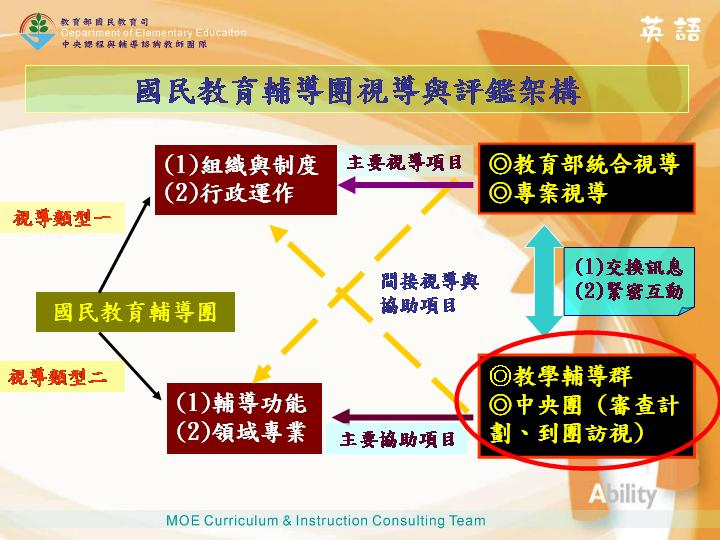 教育部國民教育司
Department of Elementary Educaiton
中央課程與輔導諮詢教師團隊
英語
國民教育輔導團視導與評鑑架構
(1)組織與制度
(2)行政運作
主要視導項目
◎教育部統合視導
◎專案視導
視導類型一
(1)交換訊息
(2)緊密互動
間接視導與
協助項目
國民教育輔導團
視導類型二
(1)輔導功能
(2)領域專業
主要協助項目
◎教學輔導群
◎中央團（審查計
劃、到團訪視）
Ability
MOE Curriculum & Instruction Consulting Team